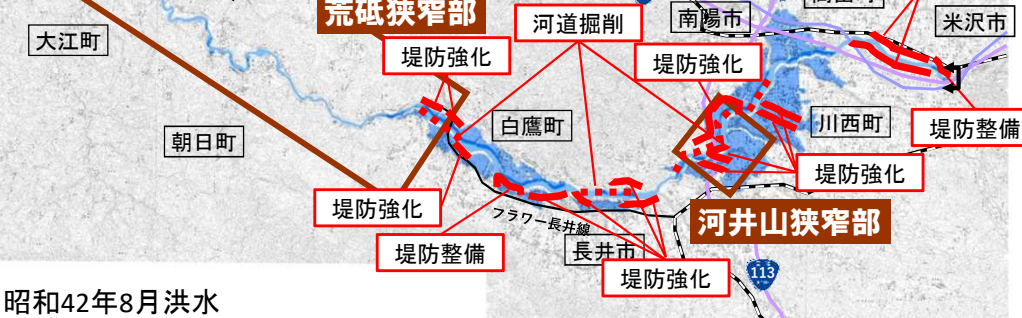 荒砥狭窄部
河道掘削
南陽市
高畠町
米沢市
大江町
堤防強化
堤防強化
朝日町
白鷹町
川西町
堤防整備
堤防強化
堤防強化
河井山狭窄部
フラワー長井線
堤防整備
長井市
堤防強化
113
昭和42年8月洪水